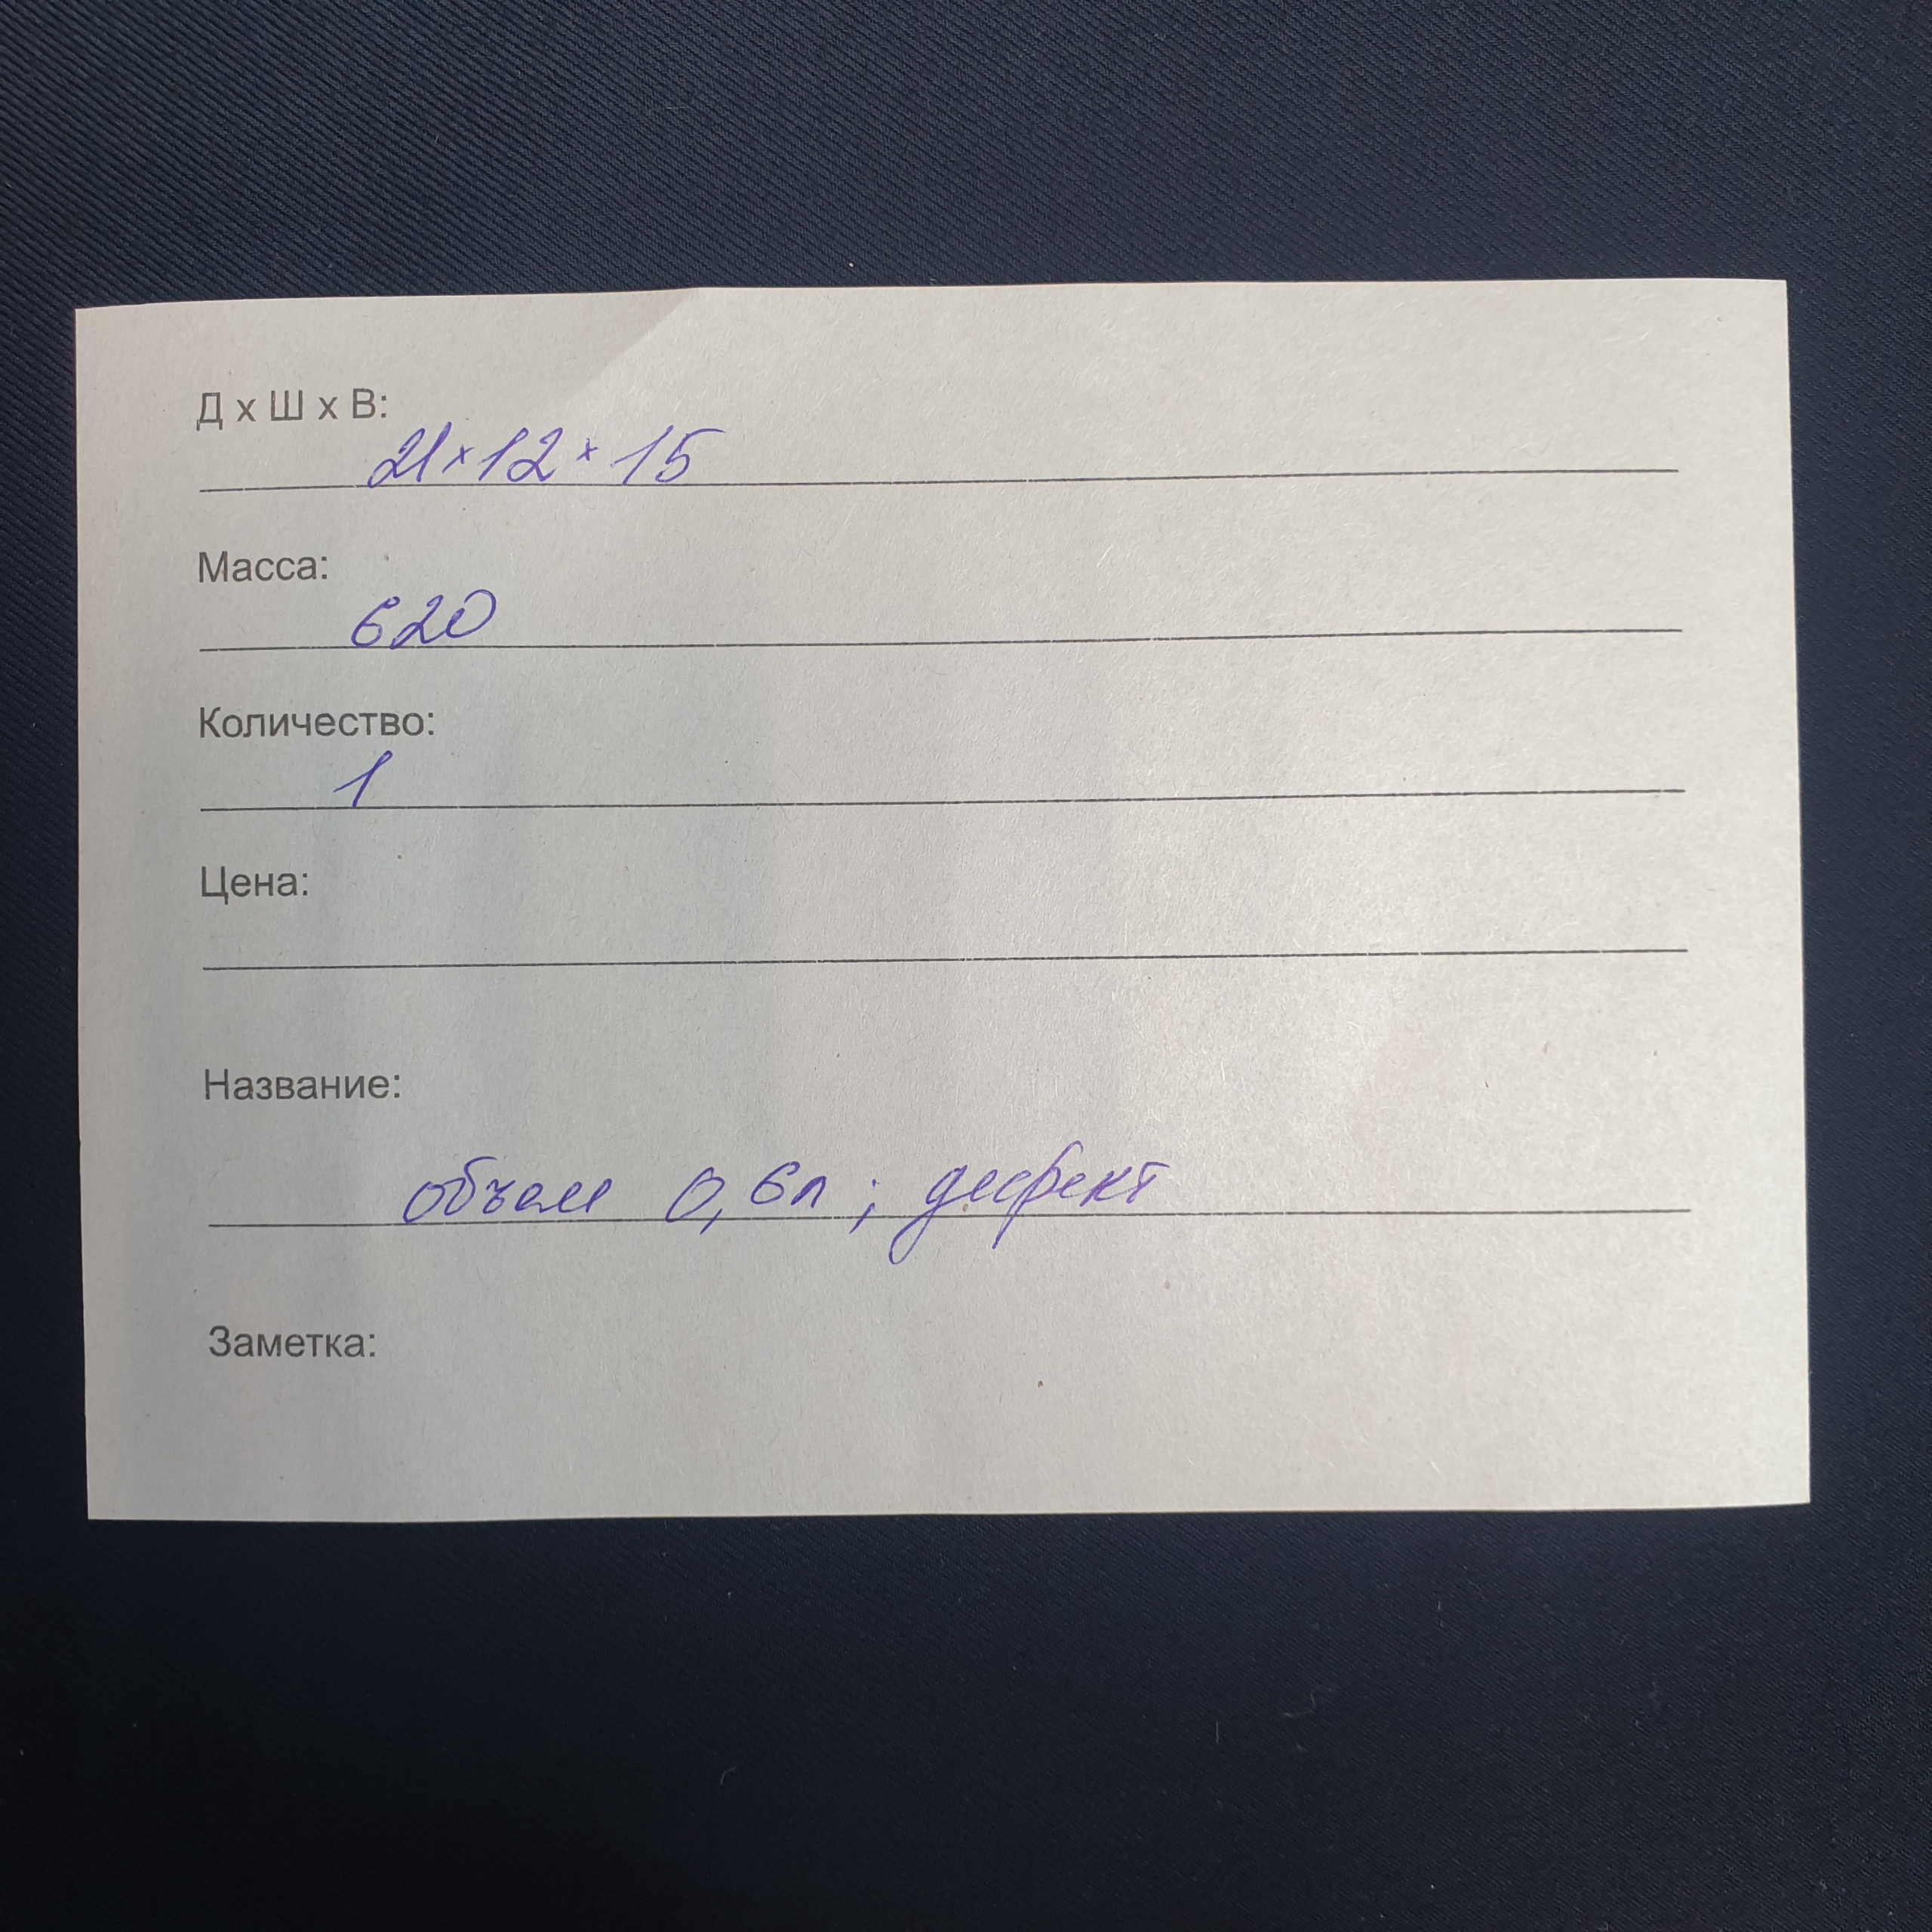 Д х Ш х В:
21×12×15
Масса:
620
Количество:
1
Цена:
Название:
объем 0,6л; дефект
Заметка: